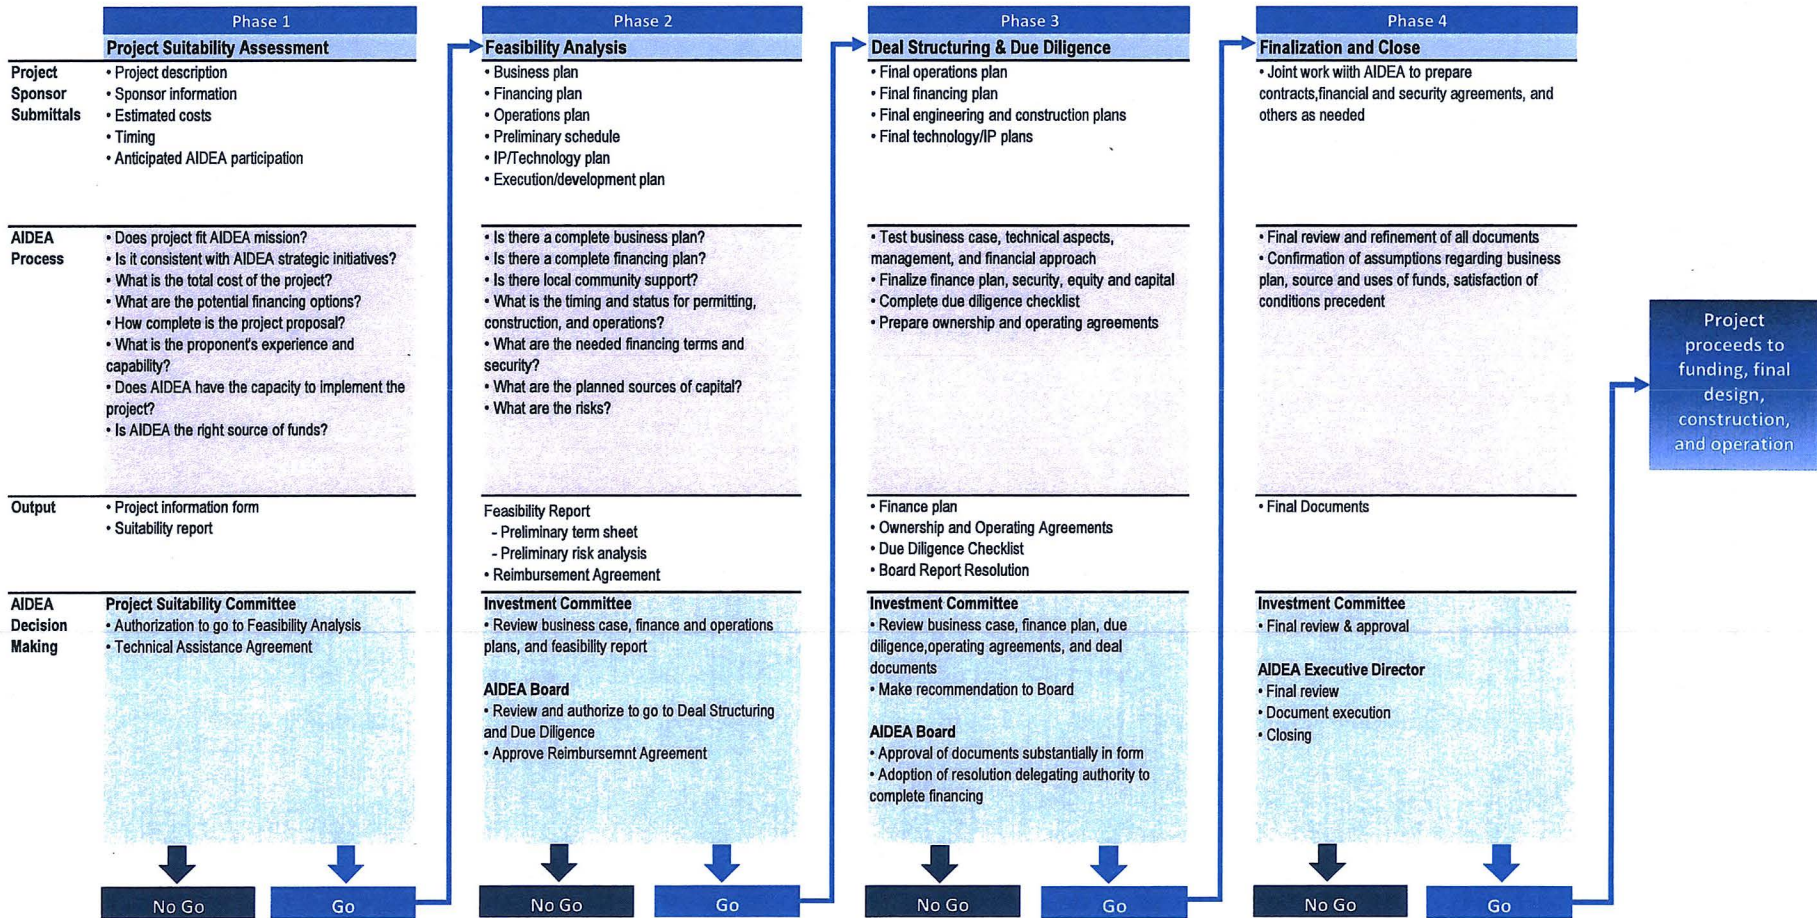 Phase 1
Project Suitability Assessment
Phase 2
Feasibility Analysis
Phase 3
Deal Structuring & Due Diligence
Phase 4
Finalization and Close
Project
Sponsor
Submittals
• Project description
• Sponsor information
• Estimated costs
• Timing
• Anticipated AIDEA participation
• Business plan
• Financing plan
• Operations plan
• Preliminary schedule
• IP/Technology plan
• Execution/development plan
• Final operations plan
• Final financing plan
• Final engineering and construction plans
• Final technology/IP plans
• Joint work wiith AIDEA to prepare
contracts,financial and security agreements, and
others as needed
AIDEA
Process
• Does project fit AIDEA mission?
• Is it consistent with AIDEA strategic initiatives?
• What is the total cost of the project?
• What are the potential financing options?
• How complete is the project proposal?
• What is the proponent's experience and
capability?
• Does AIDEA have the capacity to implement the
project?
• Is AIDEA the right source of funds?
• Is there a complete business plan?
• Is there a complete financing plan?
• Is there local community support?
• What is the timing and status for permitting,
construction, and operations?
• What are the needed financing terms and
security?
• What are the planned sources of capital?
• What are the risks?
• Test business case, technical aspects,
management, and financial approach
• Finalize finance plan, security, equity and capital
• Complete due diligence checklist
• Prepare ownership and operating agreements
• Final review and refinement of all documents
• Confirmation of assumptions regarding business
plan, source and uses of funds, satisfaction of
conditions precedent
Project
proceeds to
funding, final
design,
construction,
and operation
Output
• Project information form
• Suitability report
Feasibility Report
- Preliminary term sheet
- Preliminary risk analysis
• Reimbursement Agreement
• Finance plan
• Ownership and Operating Agreements
• Due Diligence Checklist
• Board Report Resolution
• Final Documents
AIDEA
Decision
Making
Project Suitability Committee
• Authorization to go to Feasibility Analysis
• Technical Assistance Agreement
Investment Committee
• Review business case, finance and operations
plans, and feasibility report
AIDEA Board
• Review and authorize to go to Deal Structuring
and Due Diligence
• Approve Reimbursemnt Agreement
Investment Committee
• Review business case, finance plan, due
diligence,operating agreements, and deal
documents
• Make recommendation to Board
AIDEA Board
• Approval of documents substantially in form
• Adoption of resolution delegating authority to
complete financing
Investment Committee
• Final review & approval
AIDEA Executive Director
• Final review
• Document execution
• Closing
No Go
Go
No Go
Go
No Go
Go
No Go
Go